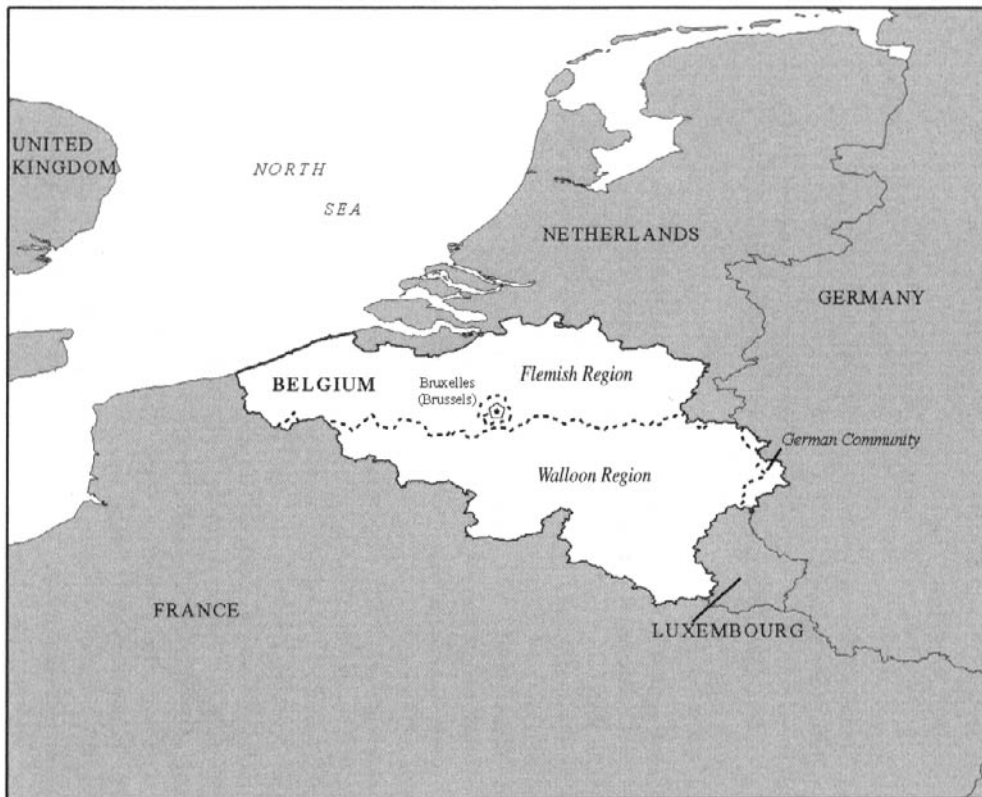 UNITED
KINGDOM
NORTH
SEA
NETHERLANDS
GERMANY
BELGIUM
Bruxelles
(Brussels)
Flemish Region
German Community
Walloon Region
FRANCE
LUXEMBOURG